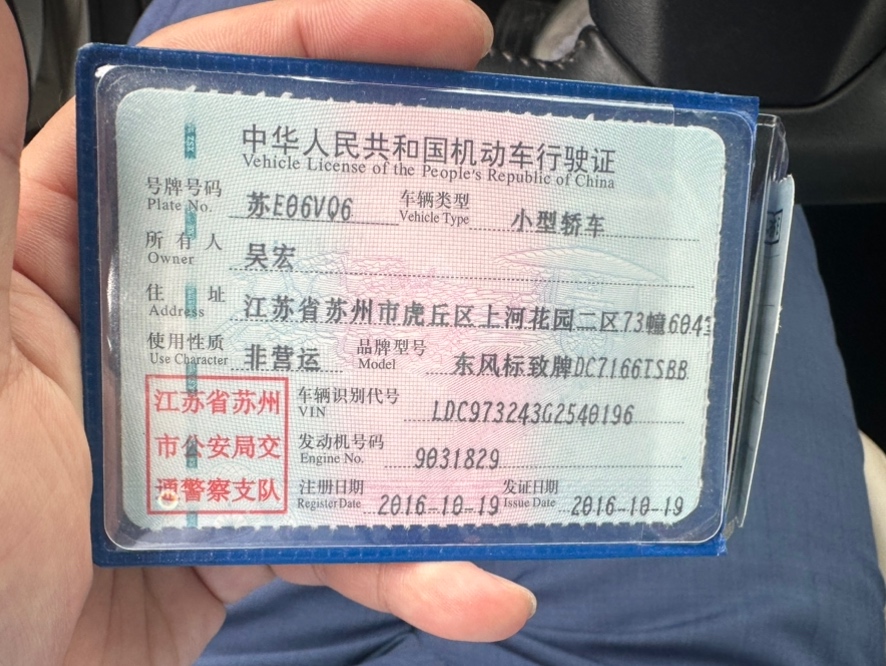 中华人民共和国机动车行驶证
Vehicle License of the People's Republic of China
号牌号码 苏E06VQ6 车辆类型 小型轿车
Plate No. Vehicle Type
所有人 吴宏
Owner
住址 江苏省苏州市虎丘区上河花园二区73幢604室
Address
使用性质 非营运 品牌型号 东风标致牌DC7166TSBB
Use Character Model
江苏省苏州
市公安局交
通警察支队
车辆识别代号 LDC973243G2540196
VIN
发动机号码 9031829
Engine No.
注册日期 2016-10-19 发证日期 2016-10-19
Register Date Issue Date